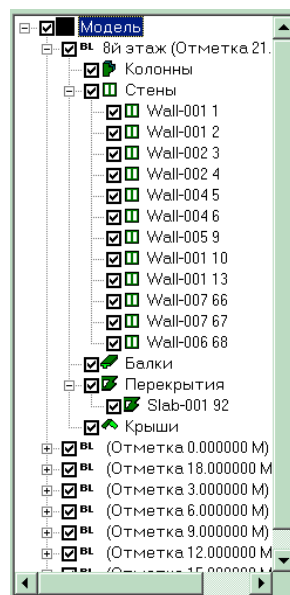 Модель
BL 8й этаж (Отметка 21.
Колонны
Стены
Wall-001 1
Wall-001 2
Wall-002 3
Wall-002 4
Wall-004 5
Wall-004 6
Wall-005 9
Wall-001 10
Wall-001 13
Wall-007 66
Wall-007 67
Wall-006 68
Балки
Перекрытия
Slab-001 92
Крыши
BL (Отметка 0.000000 М)
BL (Отметка 18.000000 М
BL (Отметка 3.000000 М)
BL (Отметка 6.000000 М)
BL (Отметка 9.000000 М)
BL (Отметка 12.000000 М